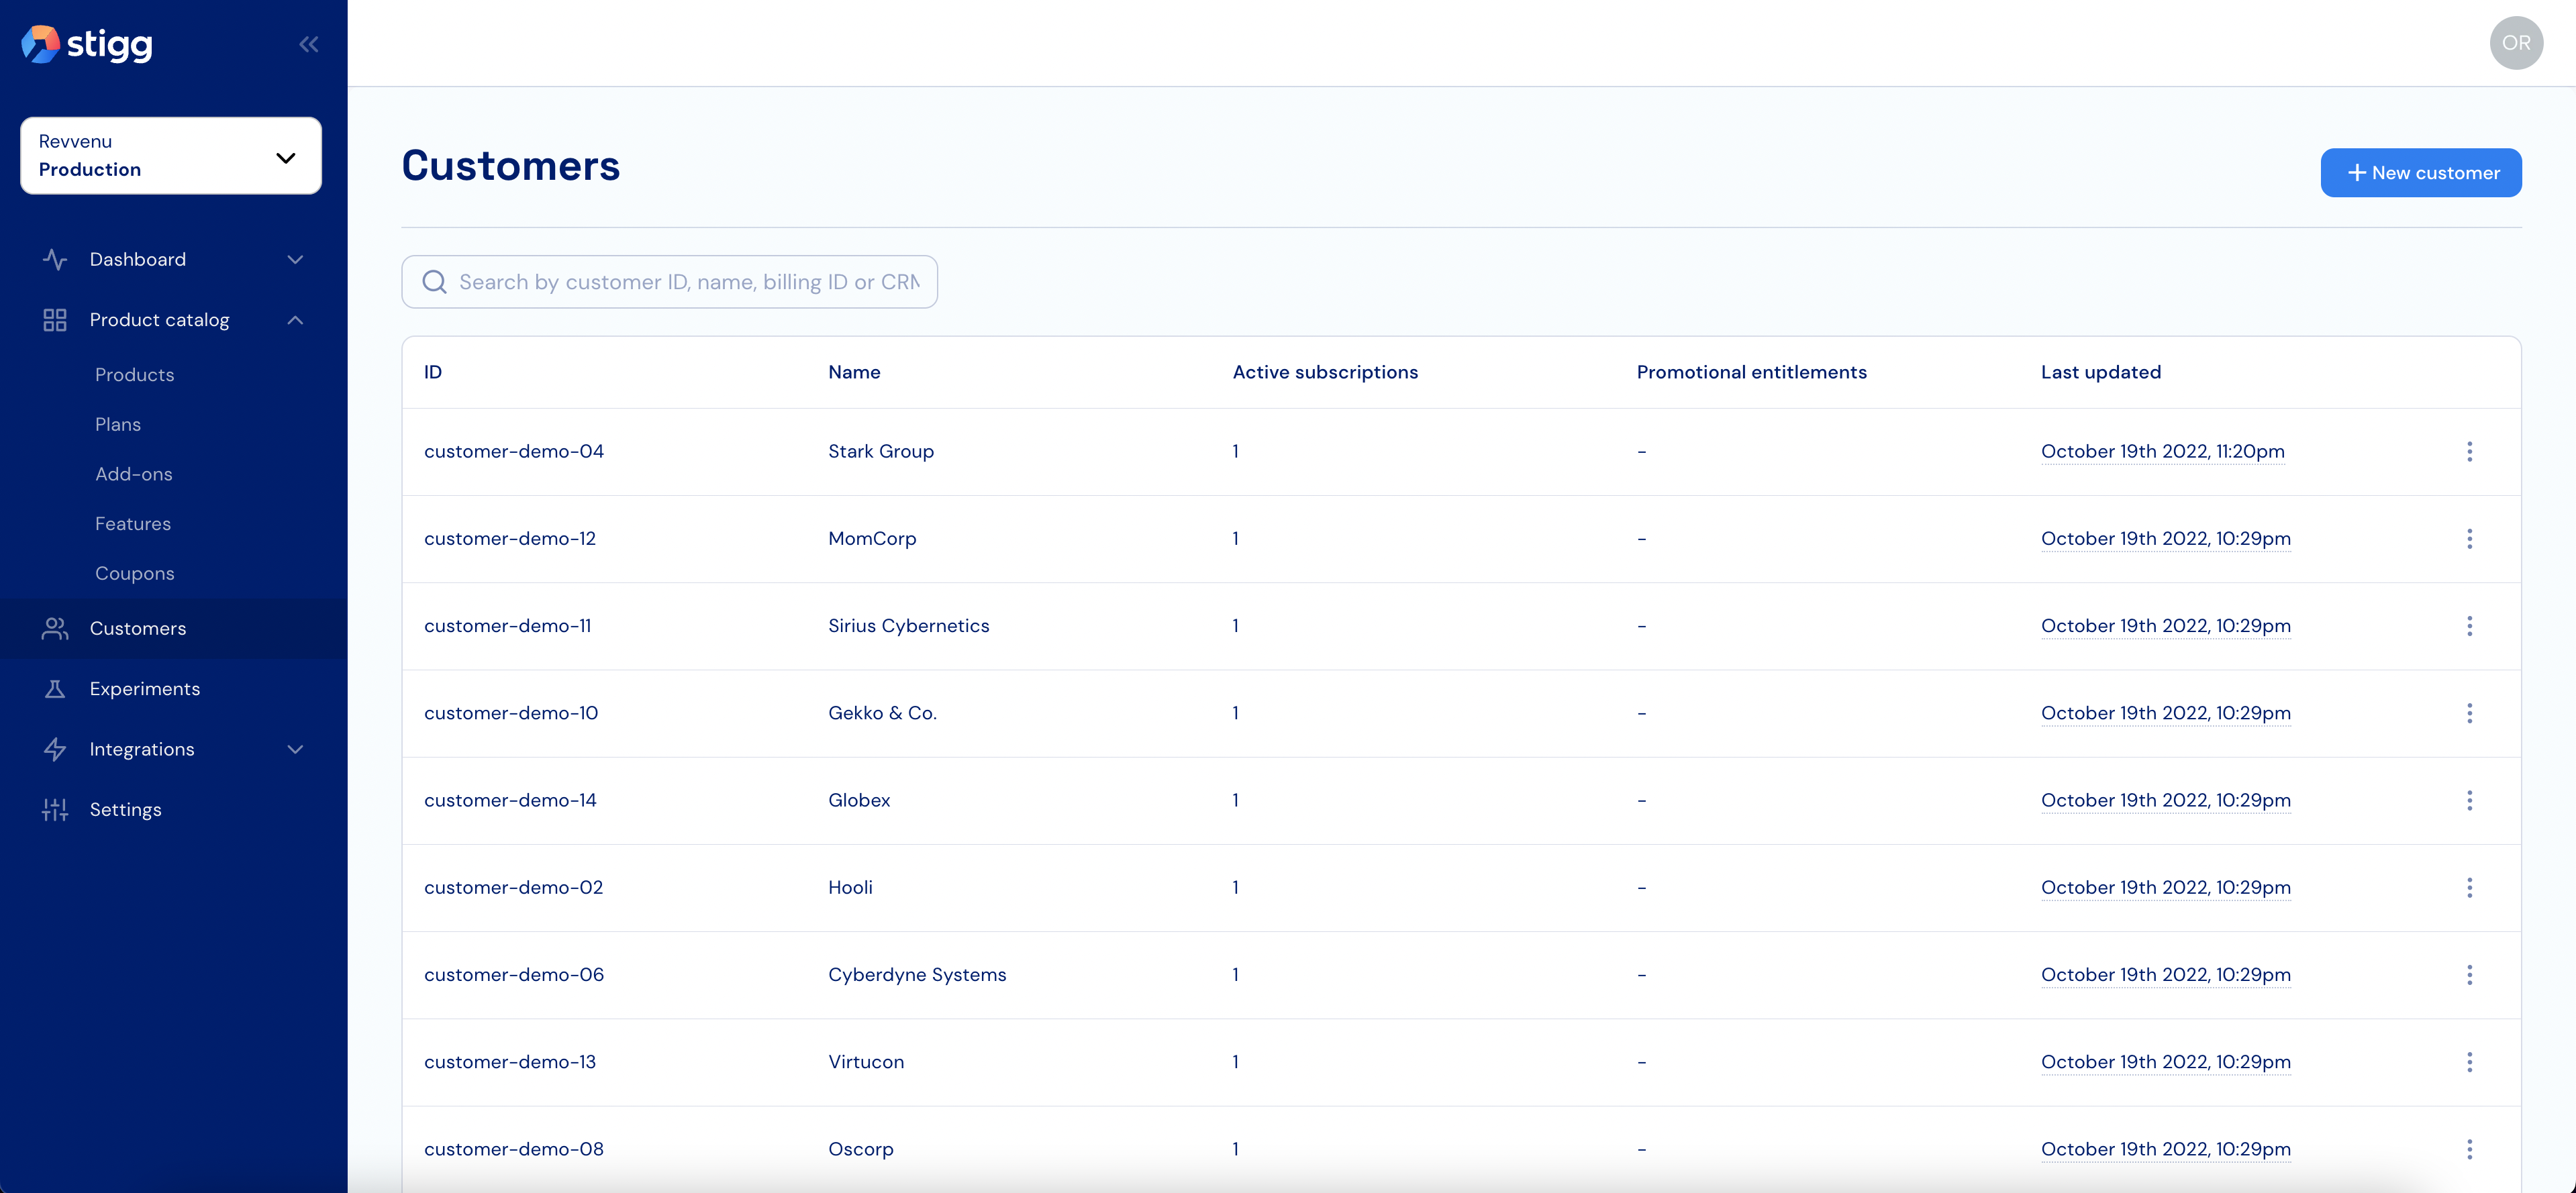 stigg
OR
Revvenu
Production
Dashboard
Product catalog
Products
Plans
Add-ons
Features
Coupons
Customers
Experiments
Integrations
Settings
Customers
New customer
Search by customer ID, name, billing ID or CRM
ID Name Active subscriptions Promotional entitlements Last updated
customer-demo-04 Stark Group 1 - October 19th 2022, 11:20pm
customer-demo-12 MomCorp 1 - October 19th 2022, 10:29pm
customer-demo-11 Sirius Cybernetics 1 - October 19th 2022, 10:29pm
customer-demo-10 Gekko & Co. 1 - October 19th 2022, 10:29pm
customer-demo-14 Globex 1 - October 19th 2022, 10:29pm
customer-demo-02 Hooli 1 - October 19th 2022, 10:29pm
customer-demo-06 Cyberdyne Systems 1 - October 19th 2022, 10:29pm
customer-demo-13 Virtucon 1 - October 19th 2022, 10:29pm
customer-demo-08 Oscorp 1 - October 19th 2022, 10:29pm